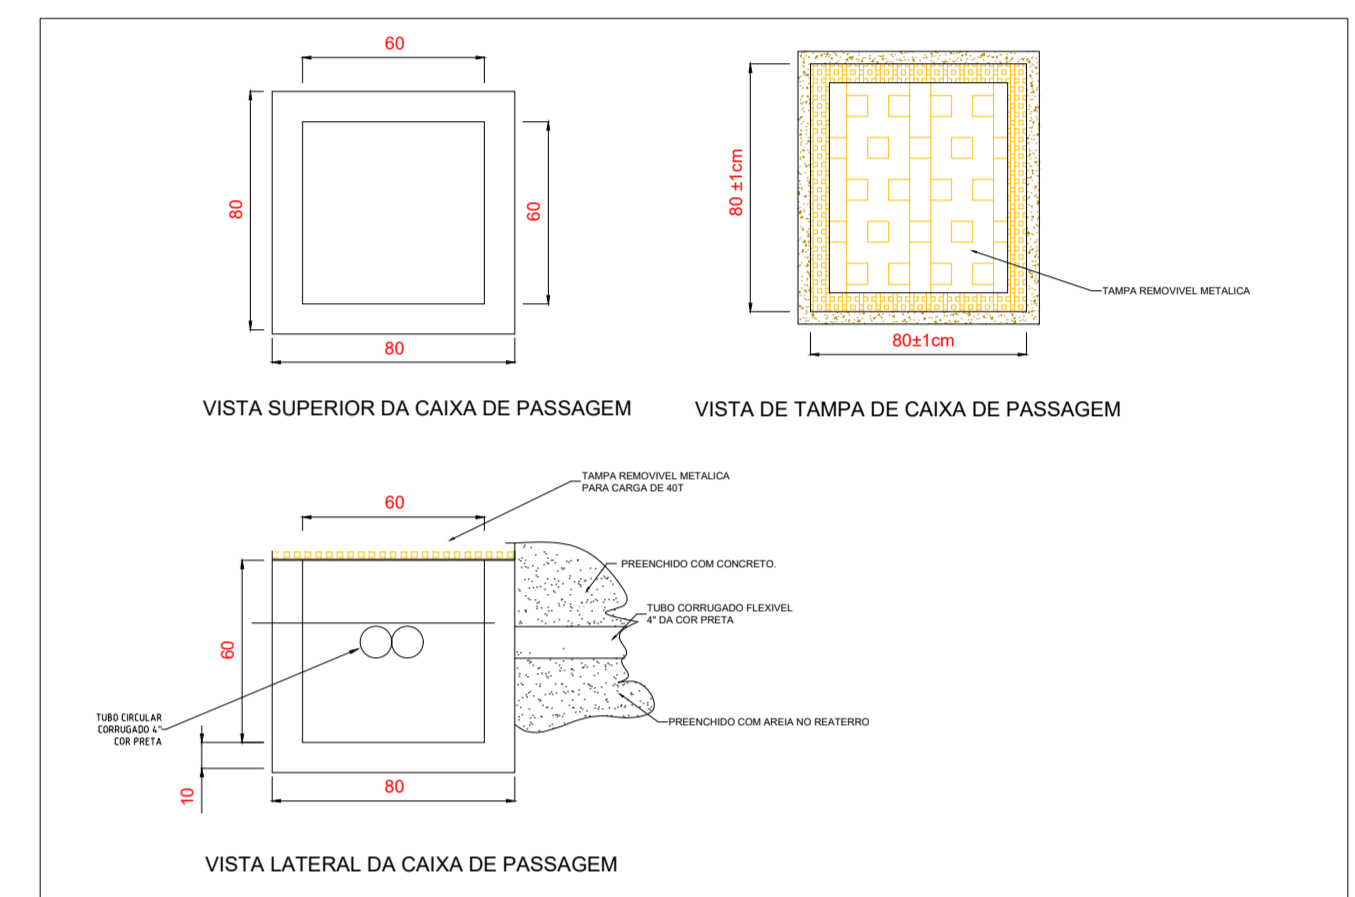 60
80
60
80
VISTA SUPERIOR DA CAIXA DE PASSAGEM
80 ±1cm
80±1cm
TAMPA REMOVIVEL METALICA
VISTA DE TAMPA DE CAIXA DE PASSAGEM
TAMPA REMOVIVEL METALICA
PARA CARGA DE 40T
60
PREENCHIDO COM CONCRETO.
TUBO CORRUGADO FLEXIVEL
4" DA COR PRETA
60
TUBO CIRCULAR
CORRUGADO 4"
COR PRETA
PREENCHIDO COM AREIA NO REATERRO
10
80
VISTA LATERAL DA CAIXA DE PASSAGEM